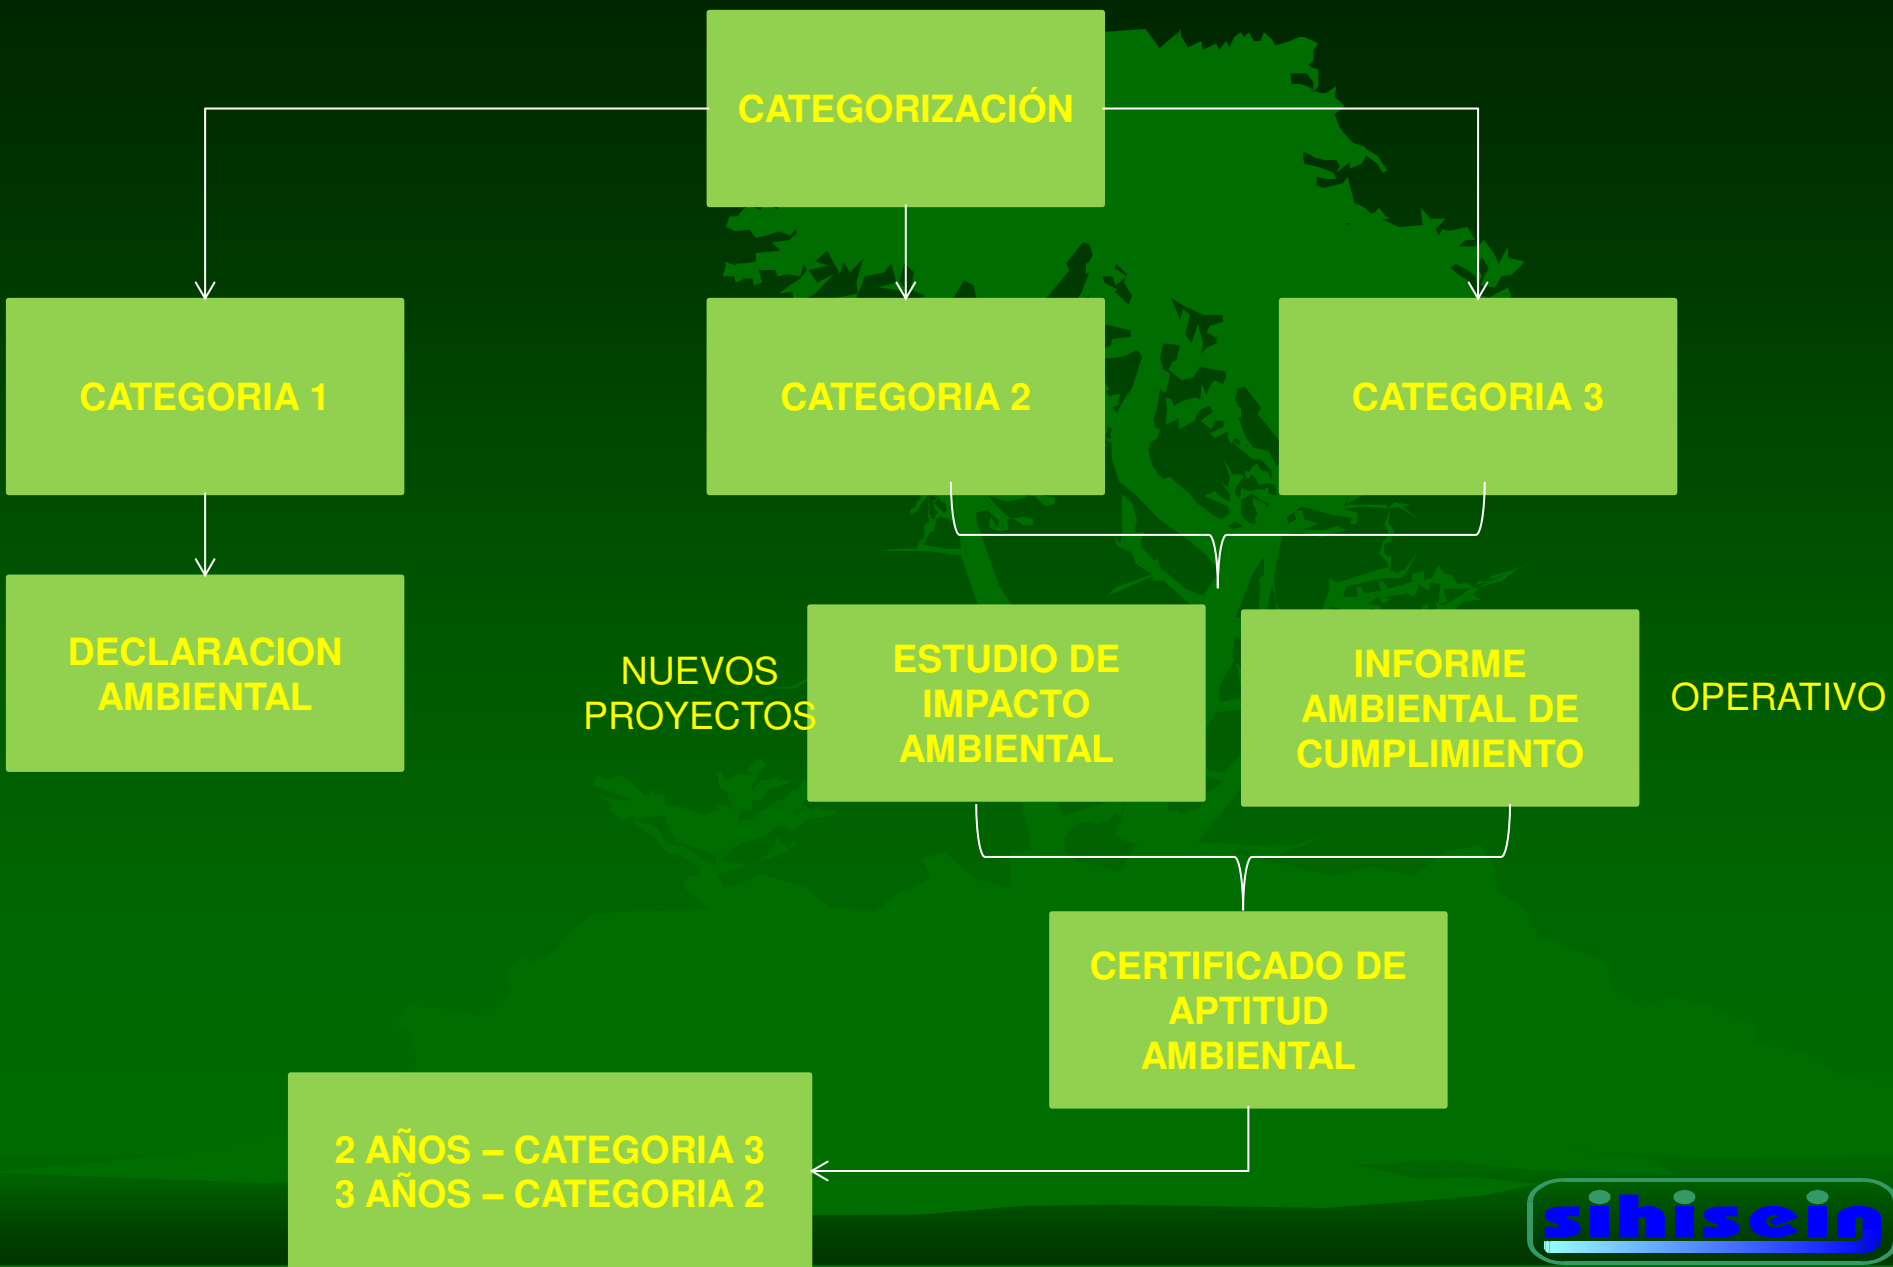 CATEGORIZACIÓN
CATEGORIA 1
CATEGORIA 2
CATEGORIA 3
DECLARACION
AMBIENTAL
NUEVOS
PROYECTOS
ESTUDIO DE
IMPACTO
AMBIENTAL
INFORME
AMBIENTAL DE
CUMPLIMIENTO
OPERATIVO
CERTIFICADO DE
APTITUD
AMBIENTAL
2 AÑOS – CATEGORIA 3
3 AÑOS – CATEGORIA 2
sihisein